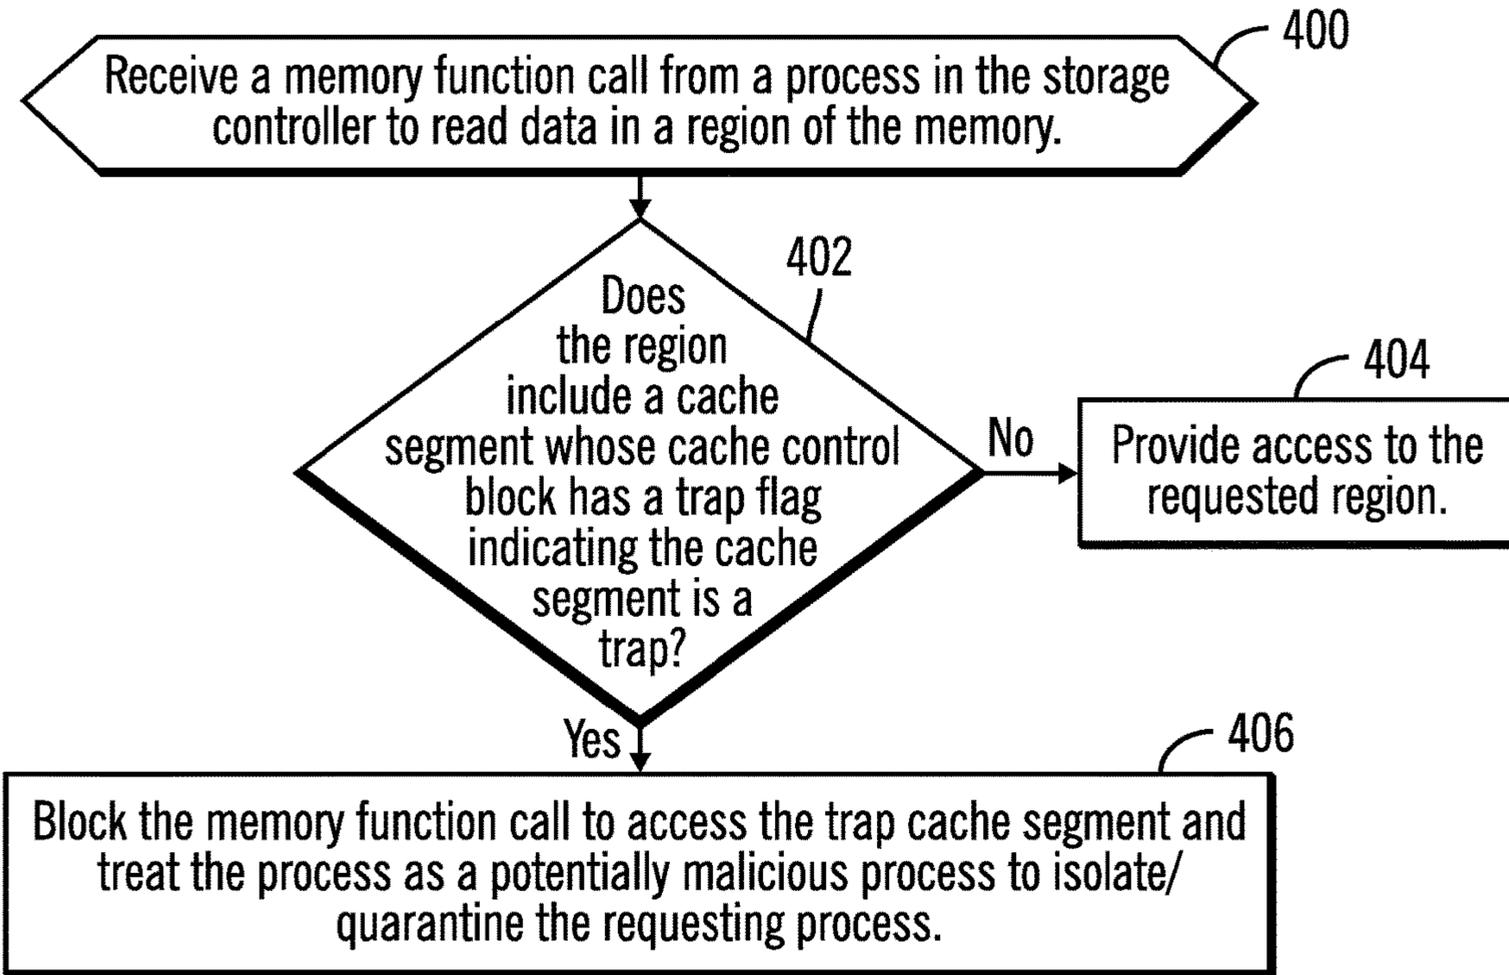 400
Receive a memory function call from a process in the storage
controller to read data in a region of the memory.
402
Does
the region
include a cache
segment whose cache control
block has a trap flag
indicating the cache
segment is a
trap?
No
404
Provide access to the
requested region.
Yes
406
Block the memory function call to access the trap cache segment and
treat the process as a potentially malicious process to isolate/
quarantine the requesting process.